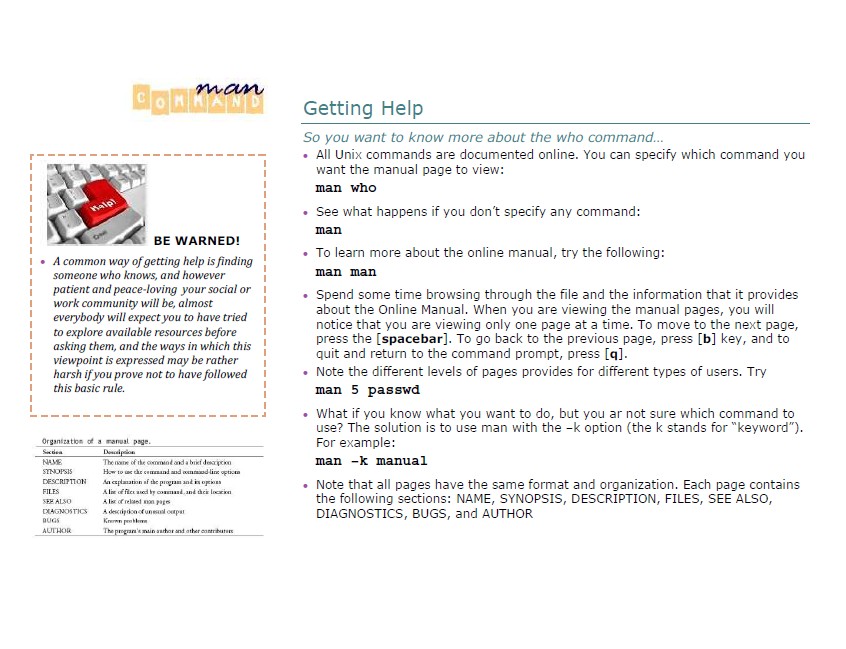 man
COMMAND
Help!
BE WARNED!
• A common way of getting help is finding
someone who knows, and however
patient and peace-loving your social or
work community will be, almost
everybody will expect you to have tried
to explore available resources before
asking them, and the ways in which this
viewpoint is expressed may be rather
harsh if you prove not to have followed
this basic rule.
Organization of a manual page.
Section Description
NAME The name of the command and a brief description
SYNOPSIS How to use the command and command-line options
DESCRIPTION An explanation of the program and its options
FILES A list of files used by command, and their location
SEE ALSO A list of related man pages
DIAGNOSTICS A description of unusual output
BUGS Known problems
AUTHOR The program's main author and other contributors
Getting Help
So you want to know more about the who command…
• All Unix commands are documented online. You can specify which command you
want the manual page to view:
man who
• See what happens if you don’t specify any command:
man
• To learn more about the online manual, try the following:
man man
• Spend some time browsing through the file and the information that it provides
about the Online Manual. When you are viewing the manual pages, you will
notice that you are viewing only one page at a time. To move to the next page,
press the [spacebar]. To go back to the previous page, press [b] key, and to
quit and return to the command prompt, press [q].
• Note the different levels of pages provides for different types of users. Try
man 5 passwd
• What if you know what you want to do, but you ar not sure which command to
use? The solution is to use man with the –k option (the k stands for “keyword”).
For example:
man –k manual
• Note that all pages have the same format and organization. Each page contains
the following sections: NAME, SYNOPSIS, DESCRIPTION, FILES, SEE ALSO,
DIAGNOSTICS, BUGS, and AUTHOR